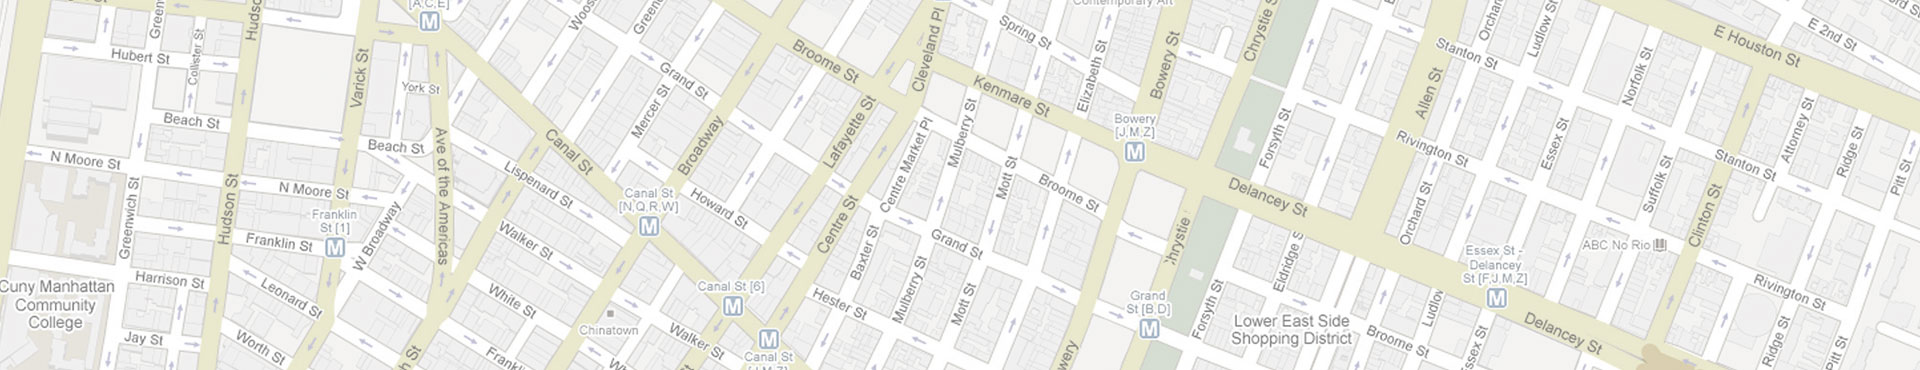 [A,C,E]
M
Hudson
Contemporary Art
Spring St
Cleveland Pl
Broome St
Elizabeth St
Bowery St
Chrystie St
Stanton St
Ludlow St
E Houston St
E 2nd St
Hubert St
Collister St
Varick St
York St
Grand St
Mercer St
Kenmare St
Allen St
Norfolk St
Beach St
Beach St
Ave of the Americas
Canal St
Broadway
Lafayette St
Centre Market Pl
Mulberry St
Mott St
Bowery
[J,M,Z]
M
Forsyth St
Rivington St
Essex St
Stanton St
Attorney St
Ridge St
Pitt St
N Moore St
N Moore St
Lispenard St
Canal St
[N,Q,R,W]
M
Howard St
Broome St
Delancey St
Suffolk St
Clinton St
Orchard St
Greenwich St
Hudson St
Franklin
St [1]
M
Franklin St
W Broadway
Walker St
Centre St
Baxter St
Grand St
Essex St -
Delancey
St [F,J,M,Z]
M
ABC No Rio
Harrison St
Leonard St
White St
Canal St [6]
M
Hester St
Mulberry St
Mott St
Grand
St [B,D]
M
Forsyth St
Rivington St
Cuny Manhattan
Community
College
Jay St
Worth St
Chinatown
Walker St
M
Canal St
Lower East Side
Shopping District
Broome St
Delancey St
Ridge St
Pitt St